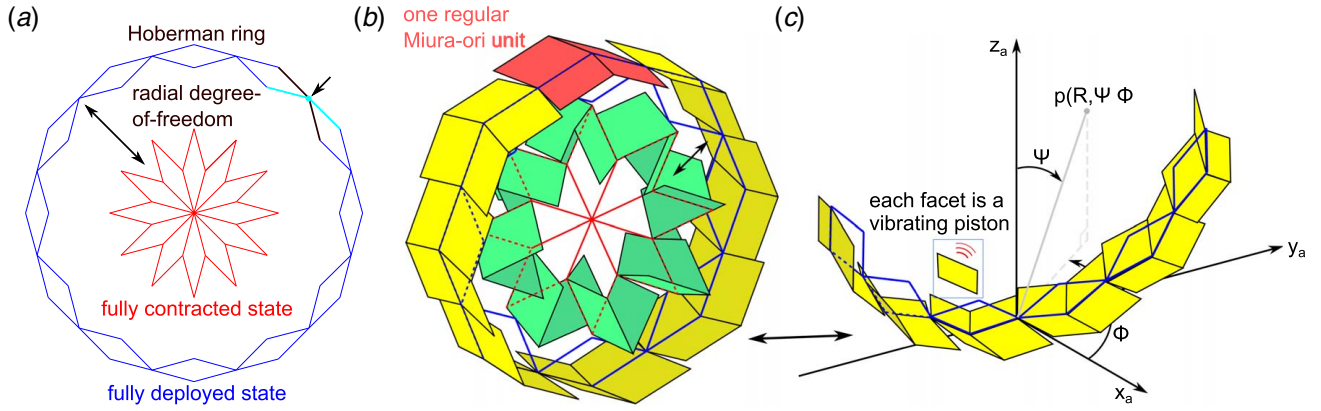 (a)
Hoberman ring
radial degree-
of-freedom
fully contracted state
fully deployed state
(b)
one regular
Miura-ori unit
(c)
zₐ
p(R,Ψ Φ
Ψ
each facet is a
vibrating piston
yₐ
Φ
xₐ